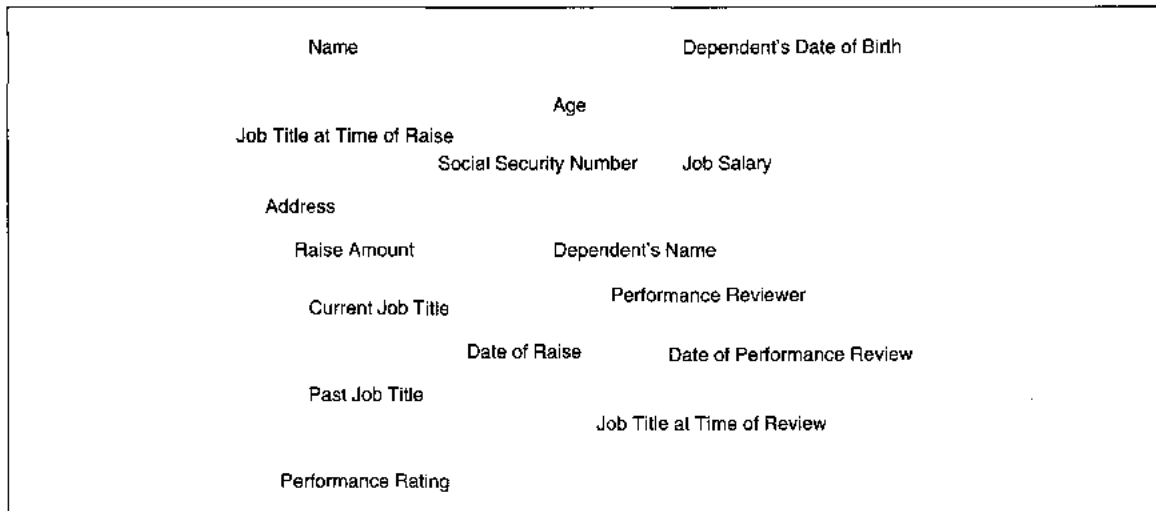 Name Dependent's Date of Birth
Age
Job Title at Time of Raise
Social Security Number Job Salary
Address
Raise Amount Dependent's Name
Performance Reviewer
Current Job Title
Date of Raise Date of Performance Review
Past Job Title
Job Title at Time of Review
Performance Rating